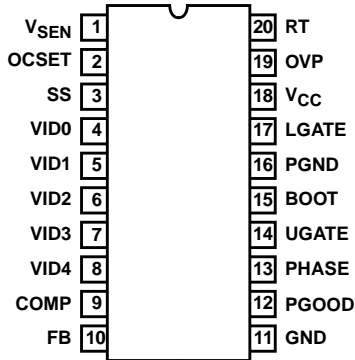 VSEN 1 20 RT
OCSET 2 19 OVP
SS 3 18 VCC
VID0 4 17 LGATE
VID1 5 16 PGND
VID2 6 15 BOOT
VID3 7 14 UGATE
VID4 8 13 PHASE
COMP 9 12 PGOOD
FB 10 11 GND